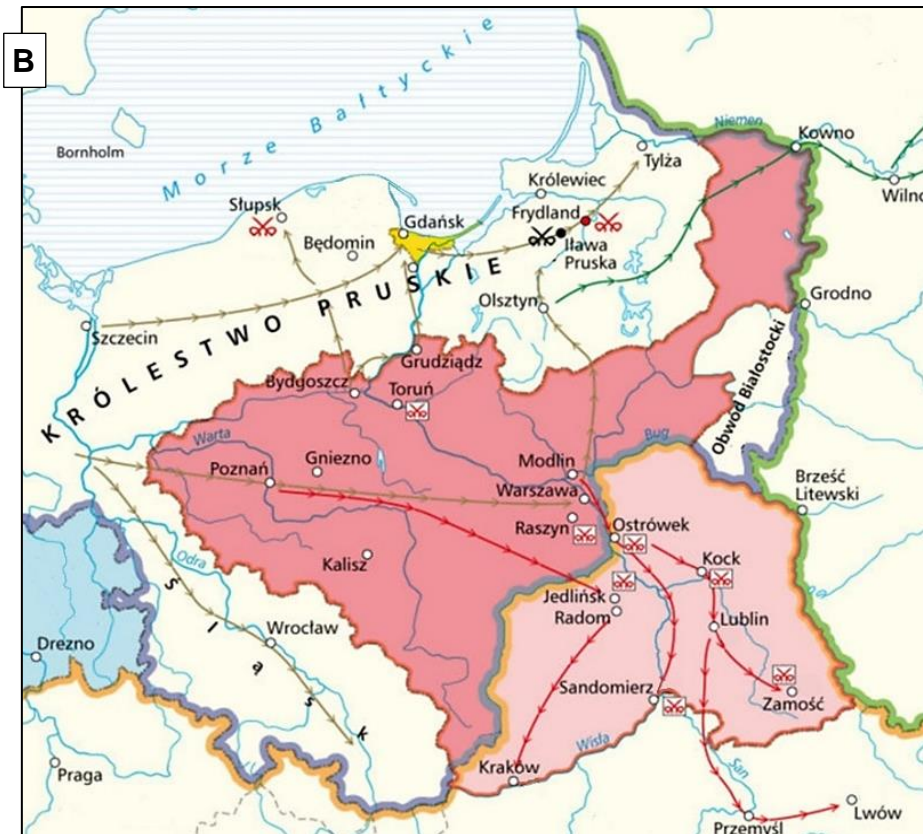 B
Morze Bałtyckie
Bornholm
Niemen
Kowno
Wilno
Tylża
Królewiec
Słupsk
Frydland
Gdańsk
Będomin
Iława
Pruska
KRÓLESTWO PRUSKIE
Olsztyn
Grodno
Szczecin
Grudziądz
Bydgoszcz
Toruń
Obwód Białostocki
Warta
Bug
Gniezno
Poznań
Modlin
Warszawa
Brześć
Litewski
Raszyn
Ostrówek
Kalisz
Kock
Odra
Jedlińsk
Radom
Lublin
Śląsk
Wrocław
Drezno
Sandomierz
Zamość
Wisła
San
Praga
Kraków
Lwów
Przemyśl